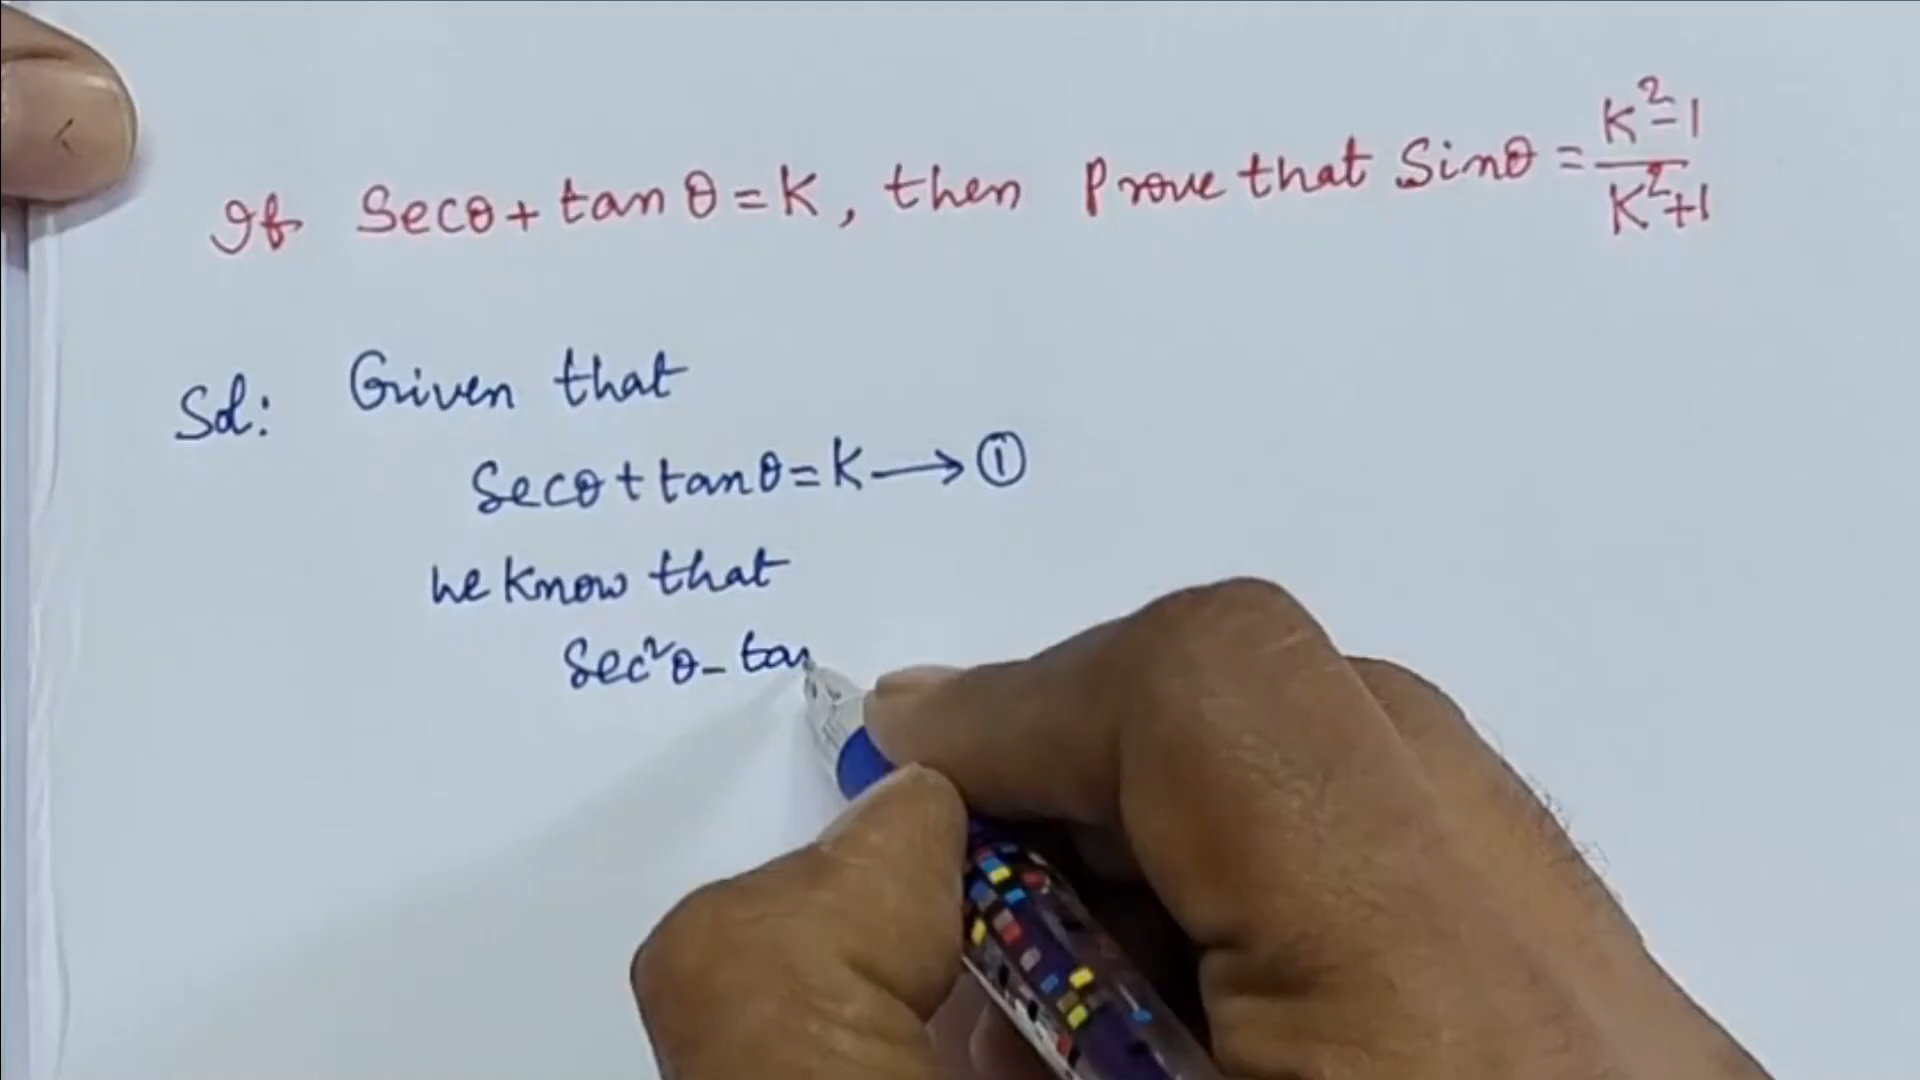 If Secθ + tan θ = K, then Prove that Sinθ = K²-1 / K²+1
Sol: Given that
Secθ + tanθ = K → ①
We know that
Sec²θ - tan